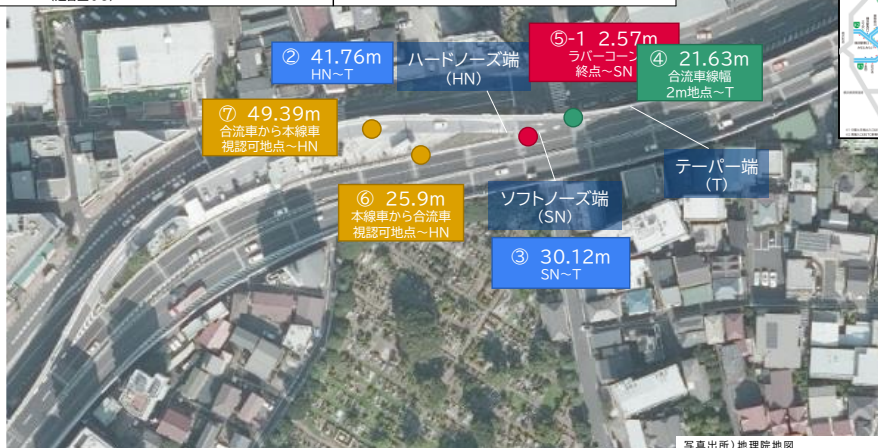 ② 41.76m
HN~T
ハードノーズ端
(HN)
⑤-1 2.57m
ラバーコーン
終点~SN
④ 21.63m
合流車線幅
2m地点~T
⑦ 49.39m
合流車から本線車
視認可地点~HN
テーパー端
(T)
⑥ 25.9m
本線車から合流車
視認可地点~HN
ソフトノーズ端
(SN)
③ 30.12m
SN~T
写真出所)地理院地図